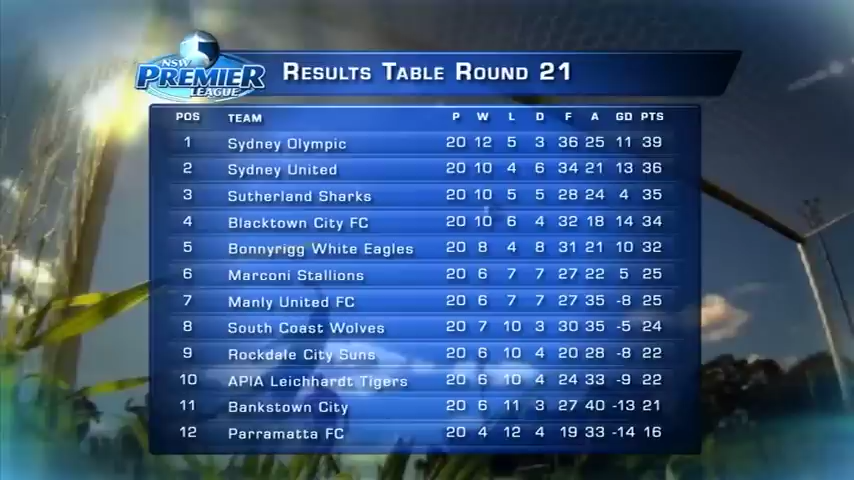 NSW
PREMIER
LEAGUE
RESULTS TABLE ROUND 21
POS TEAM P W L D F A GD PTS
1 SYDNEY OLYMPIC 20 12 5 3 36 25 11 39
2 SYDNEY UNITED 20 10 4 6 34 21 13 36
3 SUTHERLAND SHARKS 20 10 5 5 28 24 4 35
4 BLACKTOWN CITY FC 20 10 6 4 32 18 14 34
5 BONNYRIGG WHITE EAGLES 20 8 4 8 31 21 10 32
6 MARCONI STALLIONS 20 6 7 7 27 22 5 25
7 MANLY UNITED FC 20 6 7 7 27 35 -8 25
8 SOUTH COAST WOLVES 20 7 10 3 30 35 -5 24
9 ROCKDALE CITY SUNS 20 6 10 4 20 28 -8 22
10 APIA LEICHHARDT TIGERS 20 6 10 4 24 33 -9 22
11 BANKSTOWN CITY 20 6 11 3 27 40 -13 21
12 PARRAMATTA FC 20 4 12 4 19 33 -14 16